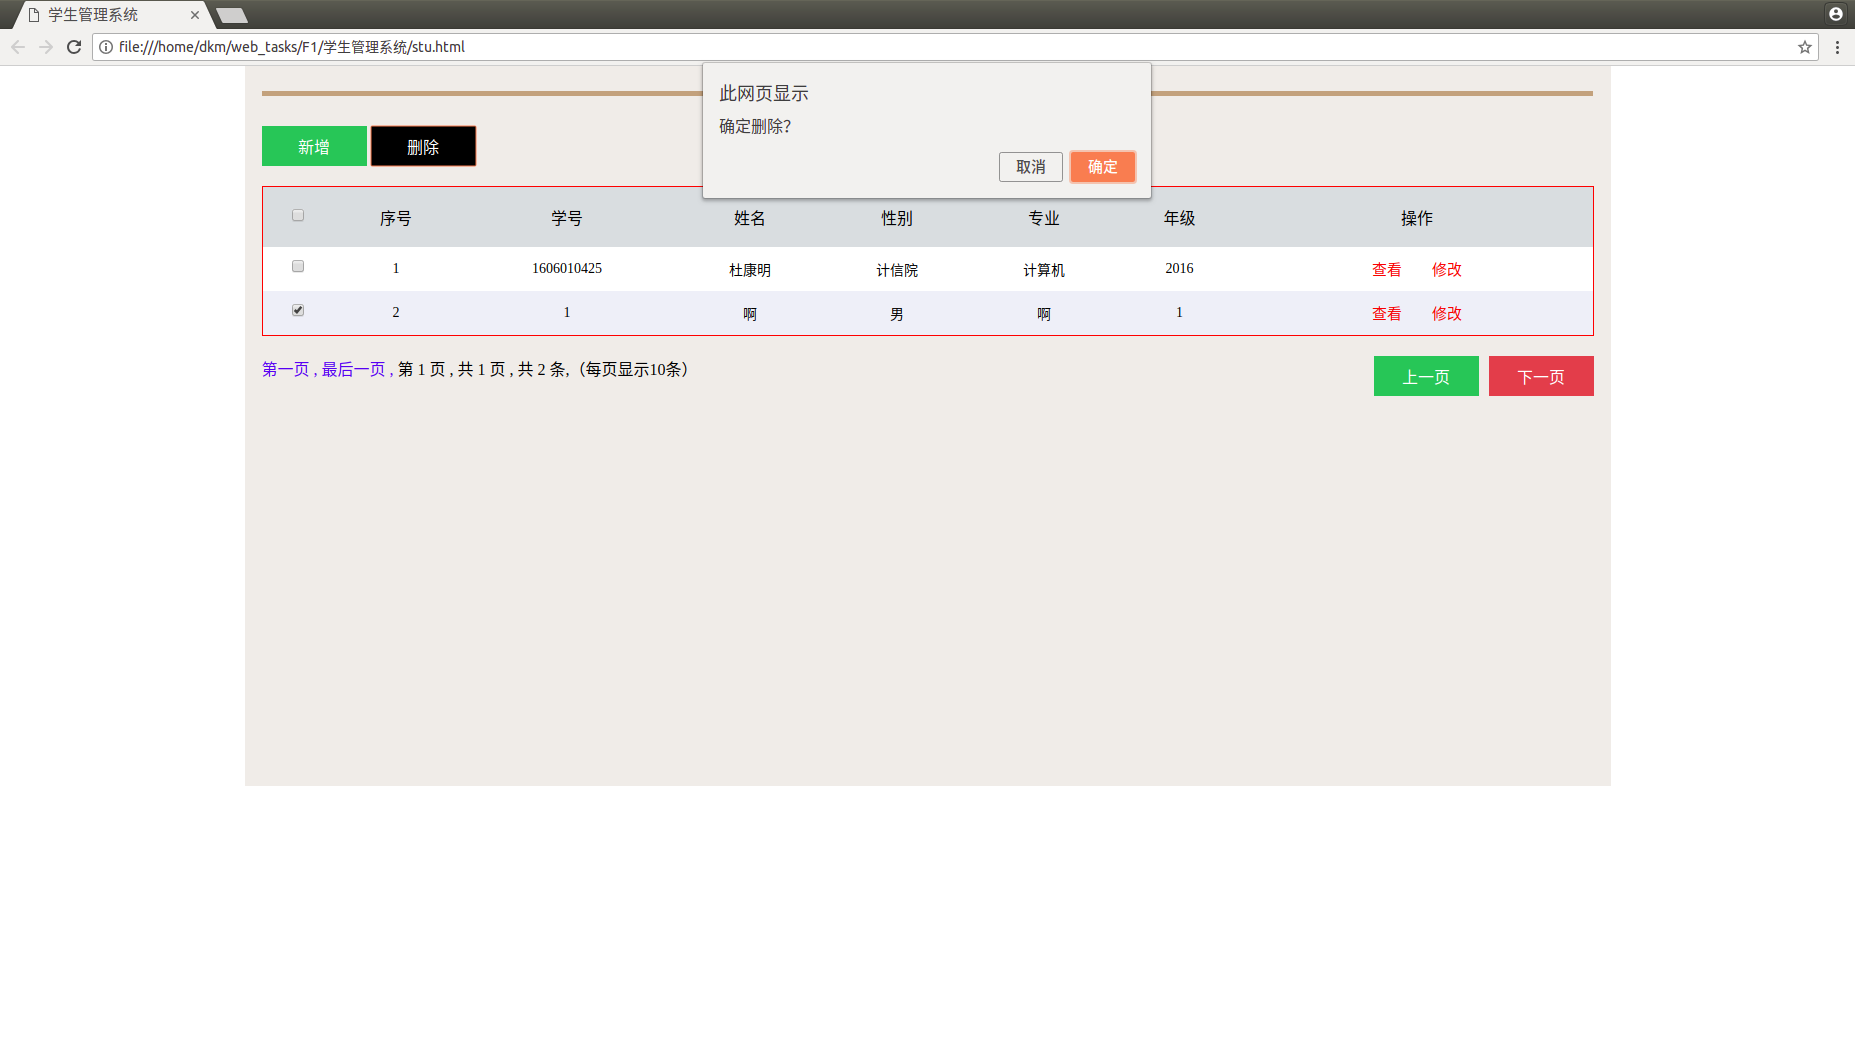 学生管理系统
file:///home/dkm/web_tasks/F1/学生管理系统/stu.html
此网页显示
确定删除?
取消 确定
新增 删除
序号 学号 姓名 性别 专业 年级 操作
1 1606010425 杜康明 计信院 计算机 2016 查看 修改
2 1 啊 男 啊 1 查看 修改
第一页 , 最后一页 , 第 1 页 , 共 1 页 , 共 2 条,（每页显示10条）
上一页 下一页